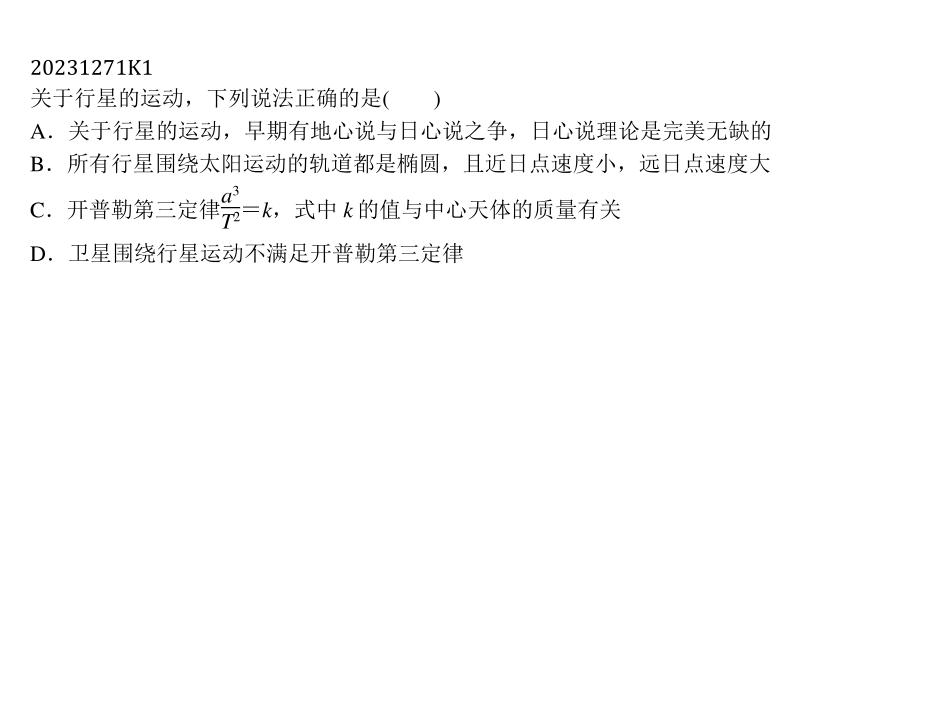 20231271K1
关于行星的运动，下列说法正确的是(　　)
A．关于行星的运动，早期有地心说与日心说之争，日心说理论是完美无缺的
B．所有行星围绕太阳运动的轨道都是椭圆，且近日点速度小，远日点速度大
C．开普勒第三定律a³/T²＝k，式中 k 的值与中心天体的质量有关
D．卫星围绕行星运动不满足开普勒第三定律